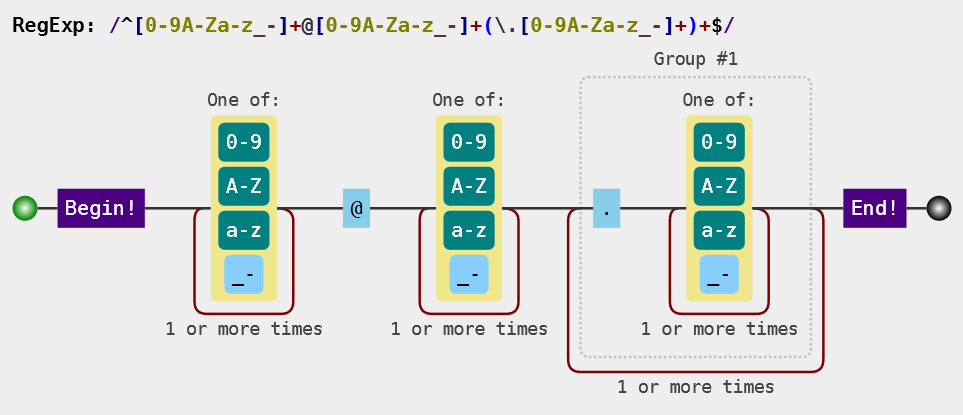 RegExp: /^[0-9A-Za-z_-]+@[0-9A-Za-z_-]+(\.[0-9A-Za-z_-]+)+$/
Group #1
One of: One of: One of:
0-9 0-9 0-9
A-Z A-Z A-Z
Begin! @ . End!
a-z a-z a-z
_- _- _-
1 or more times 1 or more times 1 or more times
1 or more times